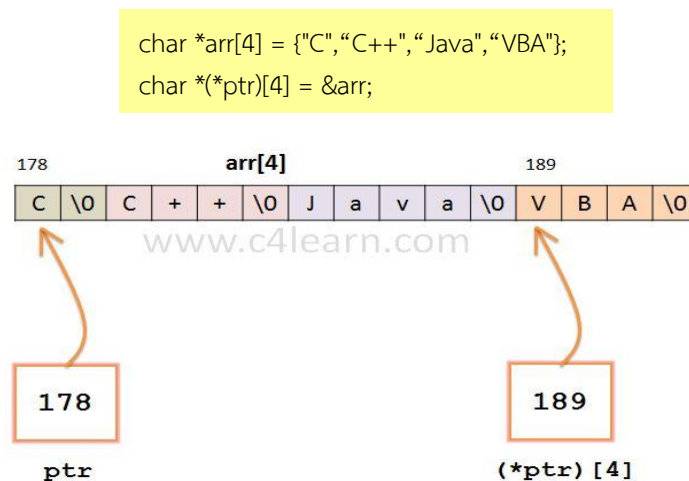 char *arr[4] = {"C",“C++",“Java",“VBA"};
char *(*ptr)[4] = &arr;
178 arr[4] 189
C \0 C + + \0 J a v a \0 V B A \0
www.c4learn.com
178 189
ptr (*ptr)[4]